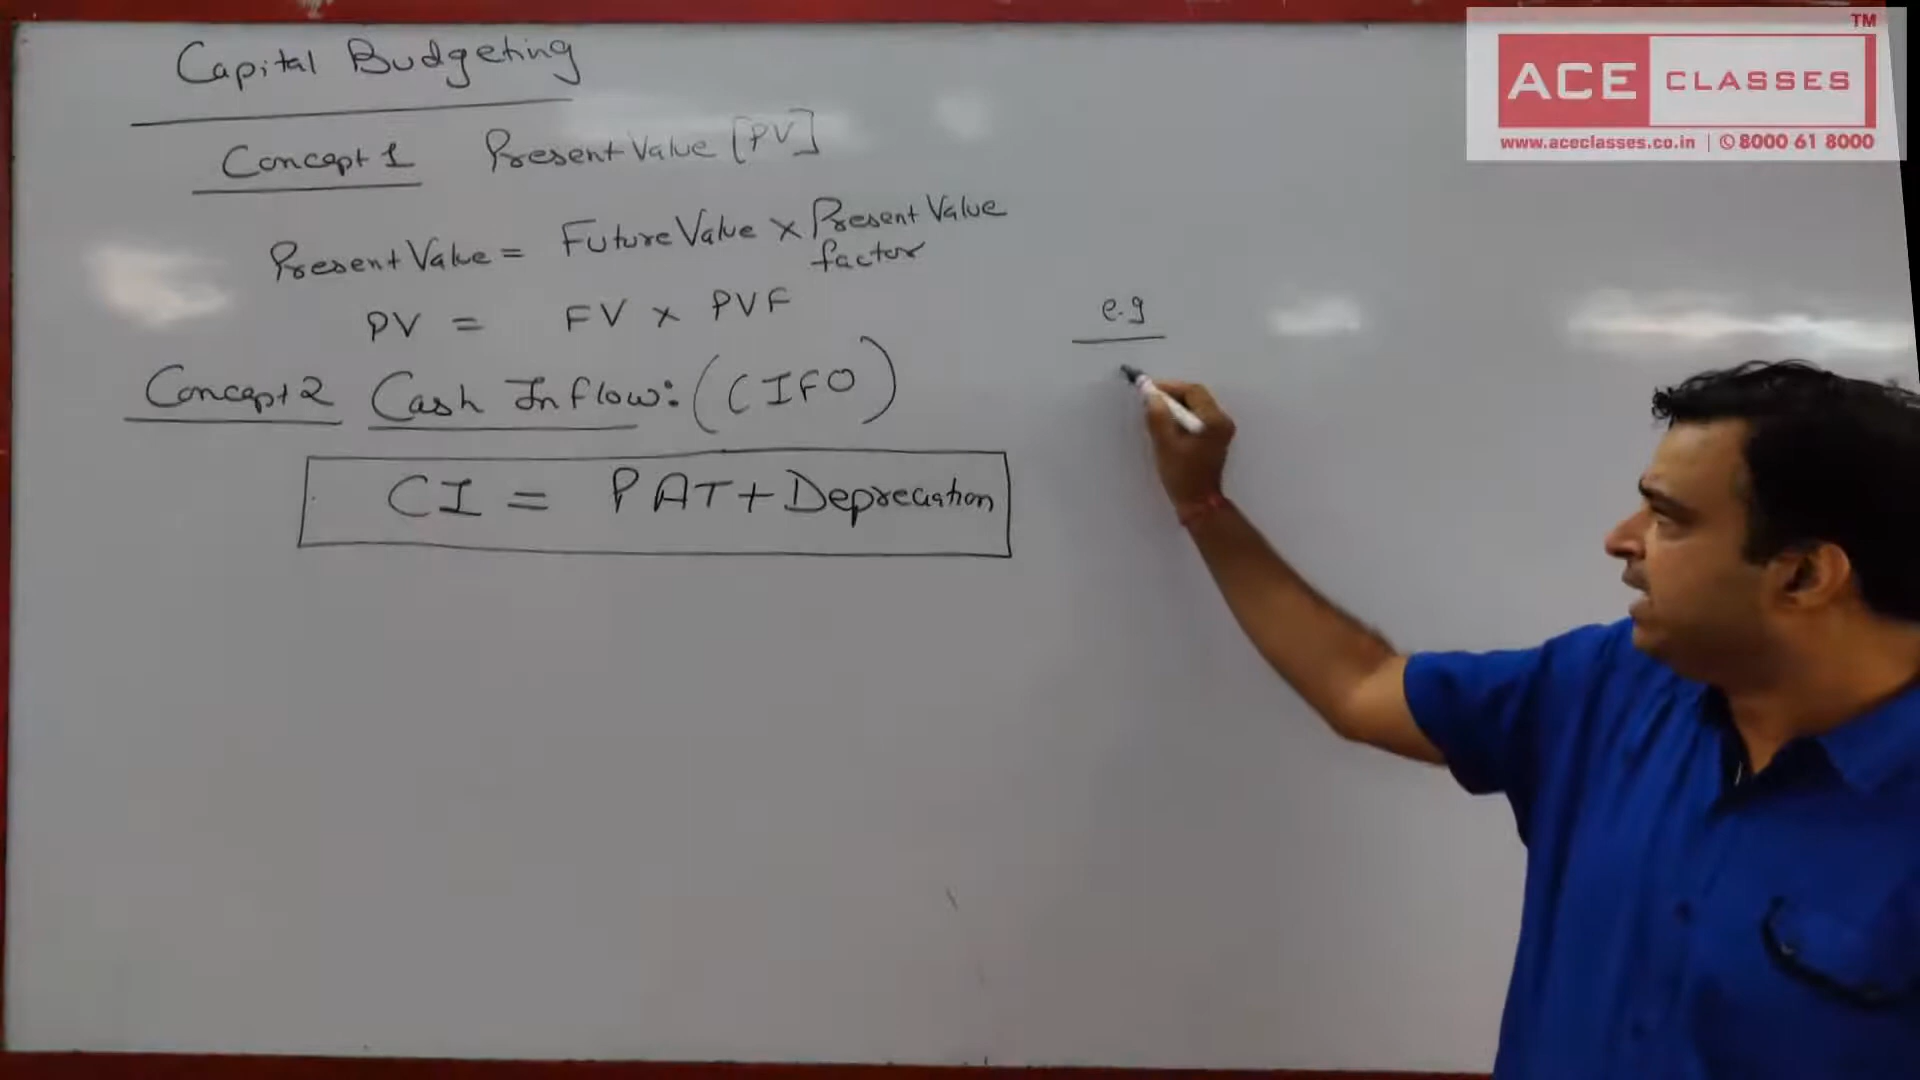 Capital Budgeting
Concept 1 Present Value [PV]
Present Value = Future Value x Present Value
factor
PV = FV x PVF
Concept 2 Cash Inflow: (CIFO)
CI = PAT + Depreciation
e.g
TM
ACE CLASSES
www.aceclasses.co.in | 8000 61 8000